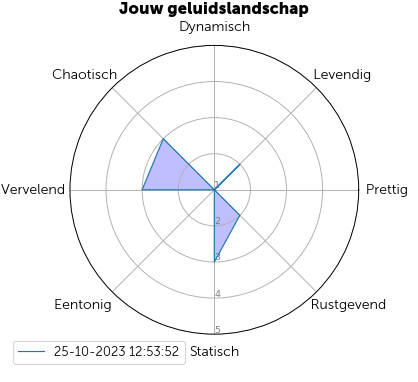 Jouw geluidslandschap
Dynamisch
Chaotisch
Levendig
1
Vervelend
Prettig
2
3
4
Eentonig
Rustgevend
5
25-10-2023 12:53:52
Statisch